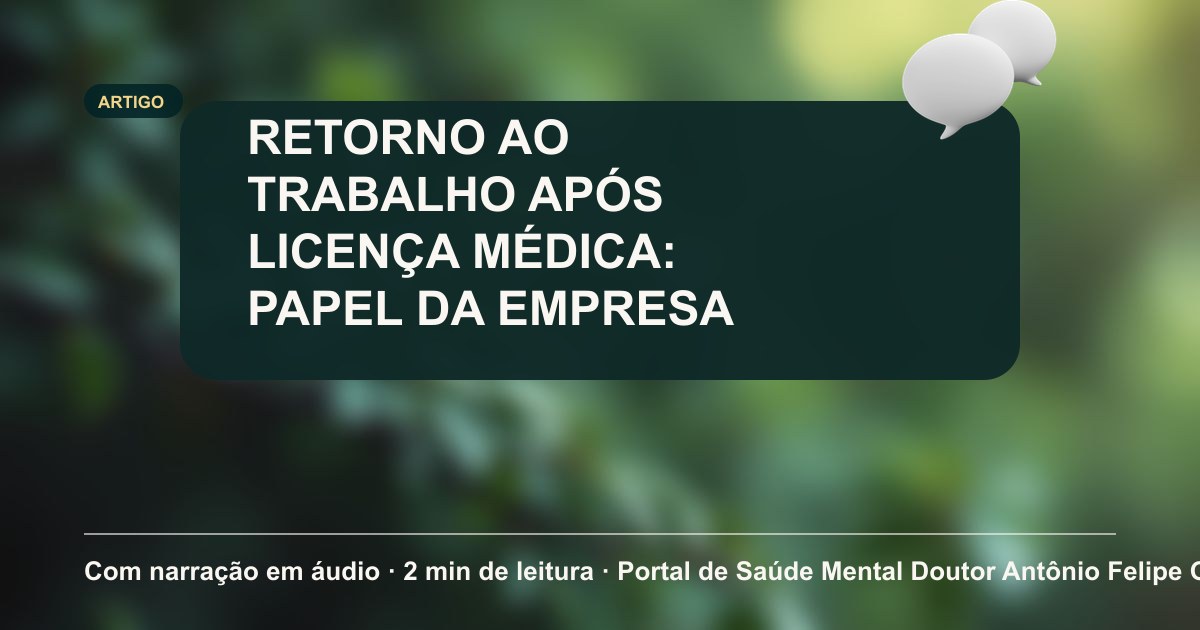 ARTIGO
RETORNO AO
TRABALHO APÓS
LICENÇA MÉDICA:
PAPEL DA EMPRESA
Com narração em áudio · 2 min de leitura · Portal de Saúde Mental Doutor Antônio Felipe